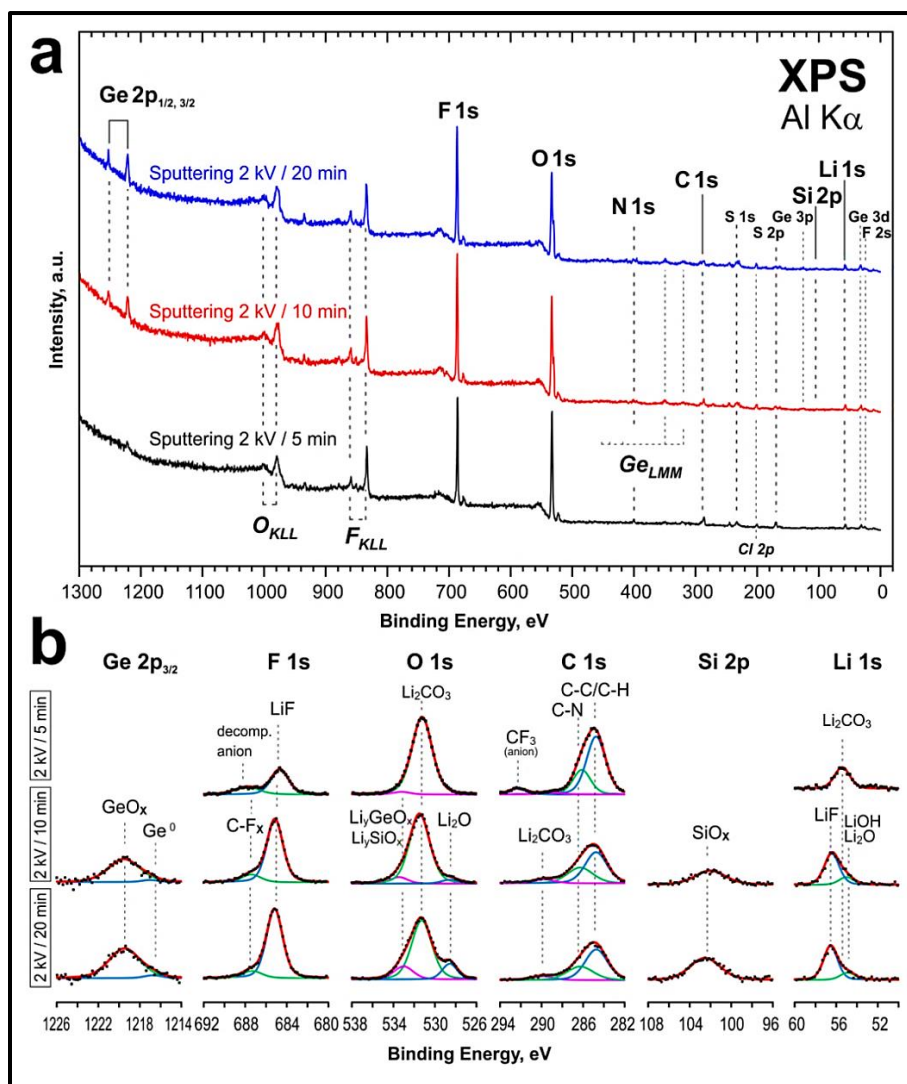 a
XPS
Al Kα
Ge 2p1/2, 3/2
F 1s
O 1s
N 1s
C 1s
S 1s
S 2p
Ge 3p
Si 2p
Li 1s
Ge 3d
F 2s
Sputtering 2 kV / 20 min
Sputtering 2 kV / 10 min
Sputtering 2 kV / 5 min
OKLL
FKLL
GeLMM
Cl 2p
Intensity, a.u.
1300 1200 1100 1000 900 800 700 600 500 400 300 200 100 0
Binding Energy, eV
b
Ge 2p3/2 F 1s O 1s C 1s Si 2p Li 1s
2 kV / 5 min
decomp.
anion
LiF
Li₂CO₃
CF₃
(anion)
C-N
C-C/C-H
Li₂CO₃
2 kV / 10 min
GeOx
Ge⁰
C-Fx
LiyGeOx
LiySiOx
Li₂O
Li₂CO₃
SiOx
LiF
LiOH
Li₂O
2 kV / 20 min
1226 1222 1218 1214 692 688 684 680 538 534 530 526 294 290 286 282 108 104 100 96 60 56 52
Binding Energy, eV